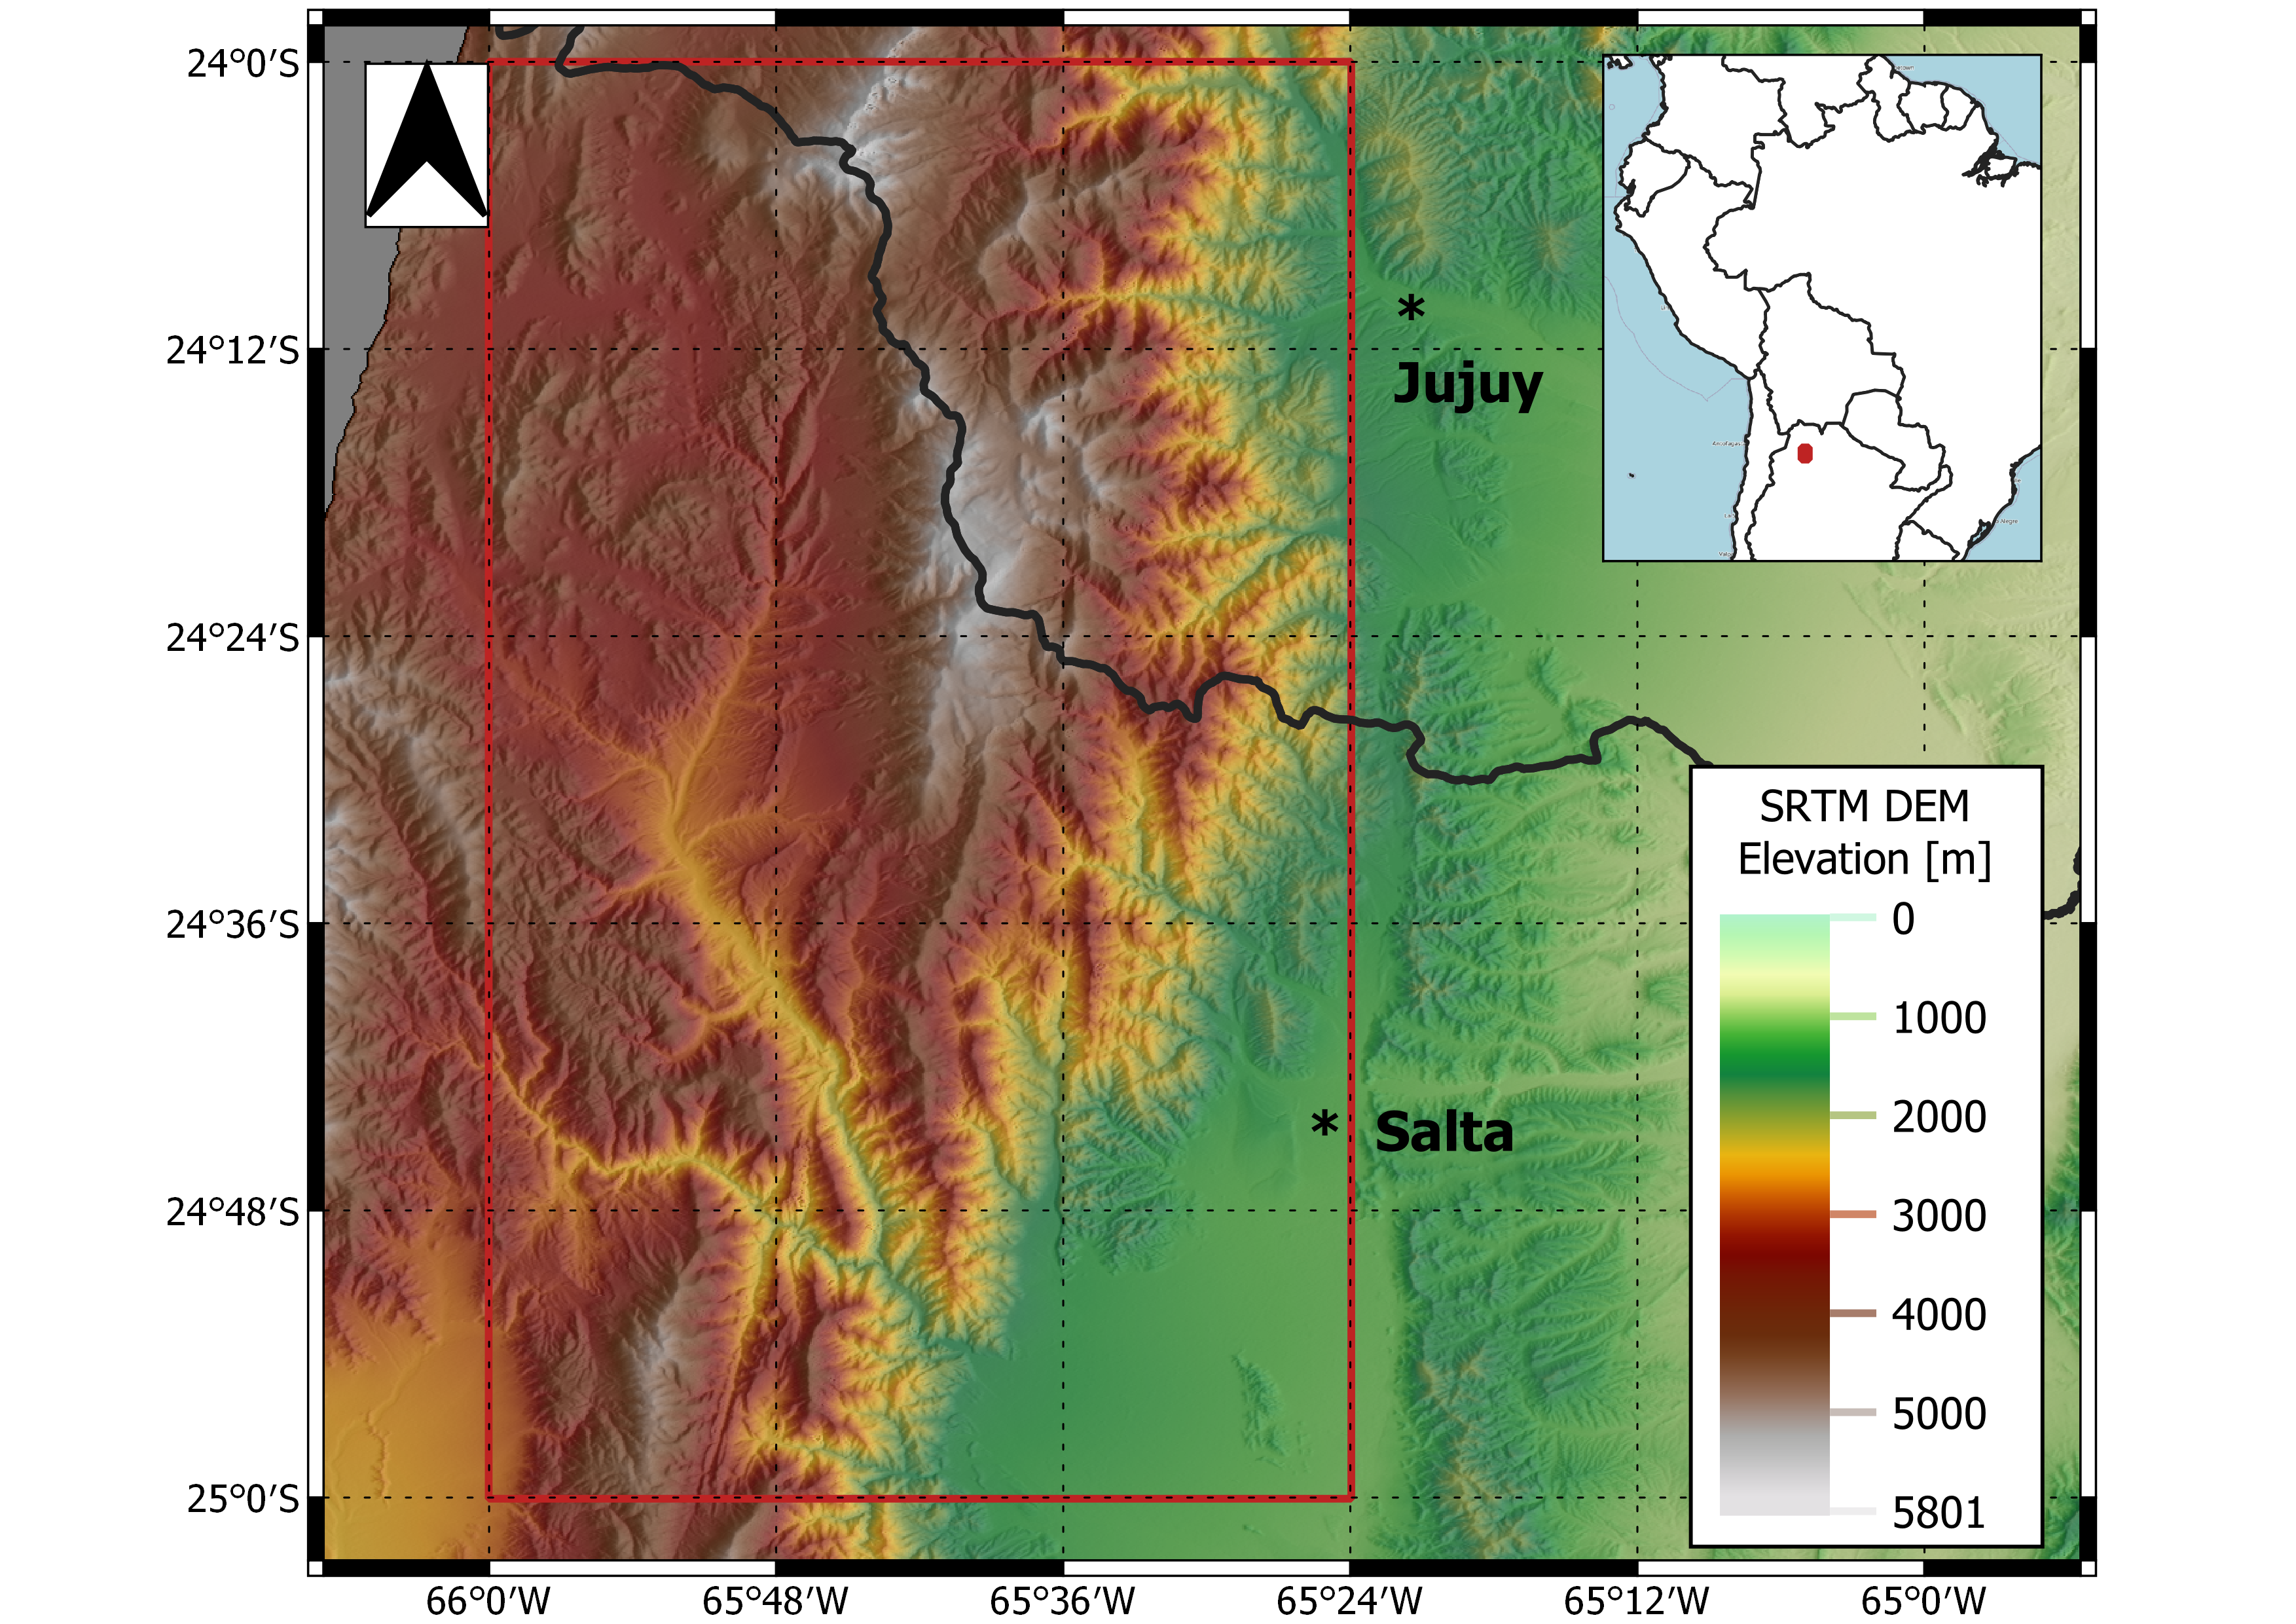 24°0′S
24°12′S
24°24′S
24°36′S
24°48′S
25°0′S
*
Jujuy
* Salta
SRTM DEM
Elevation [m]
0
1000
2000
3000
4000
5000
5801
66°0′W
65°48′W
65°36′W
65°24′W
65°12′W
65°0′W